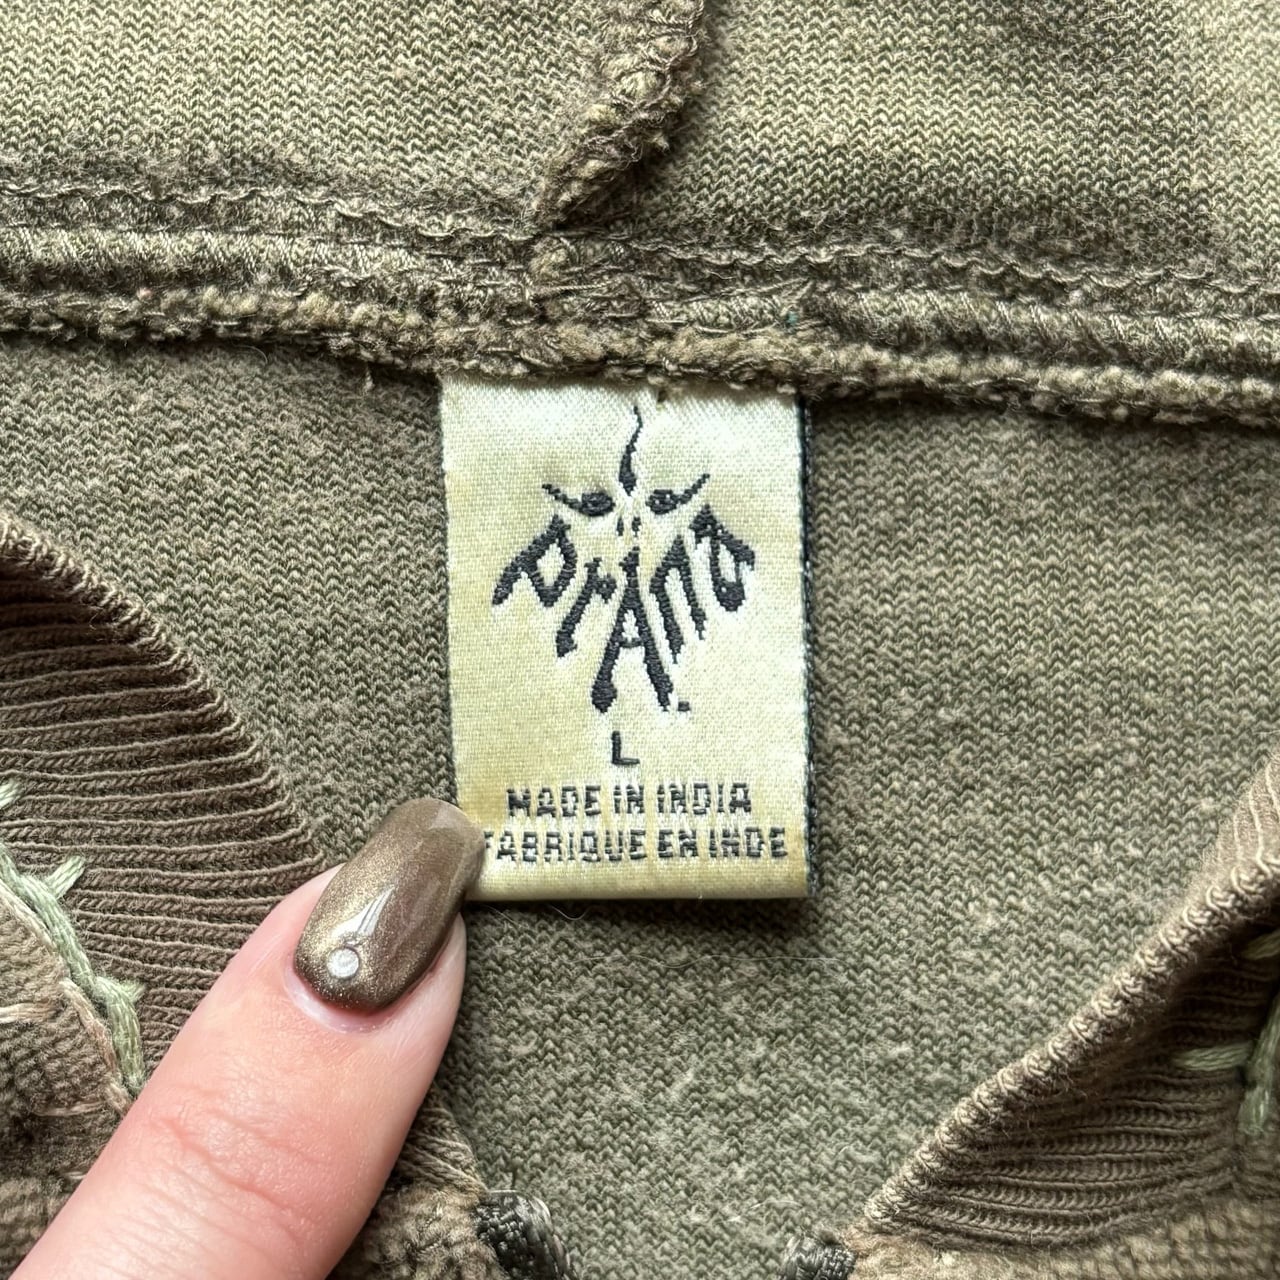 PrAna
L
MADE IN INDIA
FABRIQUE EN INDE